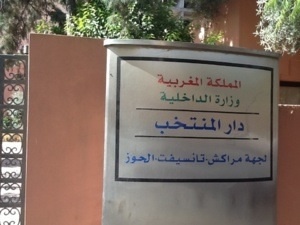 المملكة المغربية
وزارة الداخلية
دار المنتخب
لجهة مراكش-تانسيفت-الحوز